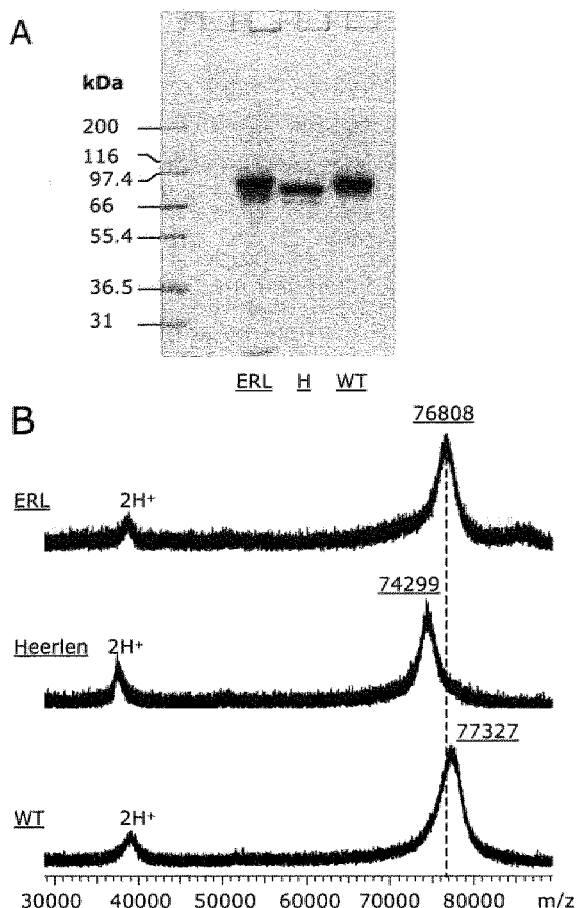 A
kDa
200
116
97.4
66
55.4
36.5
31
ERL H WT
B
76808
ERL 2H+
74299
Heerlen 2H+
77327
WT 2H+
30000 40000 50000 60000 70000 80000 m/z